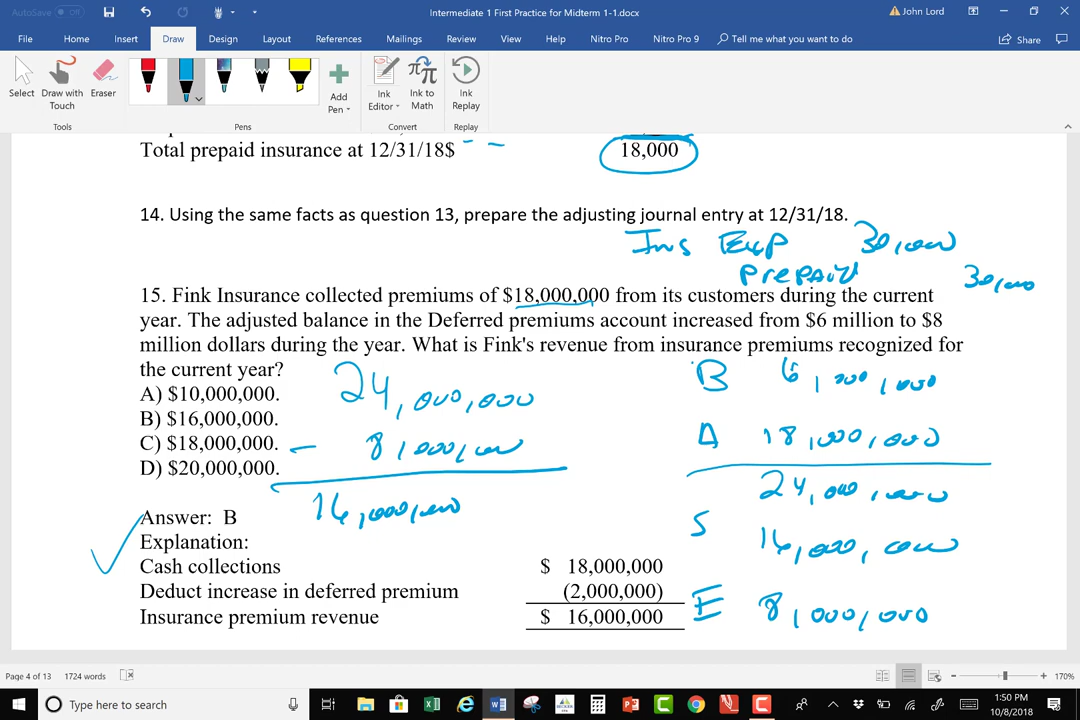 AutoSave Off
Intermediate 1 First Practice for Midterm 1-1.docx
John Lord
File Home Insert Draw Design Layout References Mailings Review View Help Nitro Pro Nitro Pro 9 Tell me what you want to do Share
Select Draw with Touch Eraser Add Pen Ink Editor Ink to Math Ink Replay
Tools Pens Convert Replay
Total prepaid insurance at 12/31/18$ 18,000
14. Using the same facts as question 13, prepare the adjusting journal entry at 12/31/18.
Ins Exp 30,000
Prepaid 30,000
15. Fink Insurance collected premiums of $18,000,000 from its customers during the current
year. The adjusted balance in the Deferred premiums account increased from $6 million to $8
million dollars during the year. What is Fink's revenue from insurance premiums recognized for
the current year?
A) $10,000,000.
B) $16,000,000.
C) $18,000,000.
D) $20,000,000.
24,000,000
- 8,000,000
16,000,000
B 6,000,000
A 18,000,000
24,000,000
S 16,000,000
E 8,000,000
Answer: B
Explanation:
Cash collections $ 18,000,000
Deduct increase in deferred premium (2,000,000)
Insurance premium revenue $ 16,000,000
Page 4 of 13 1724 words 170%
Type here to search
1:50 PM
10/8/2018